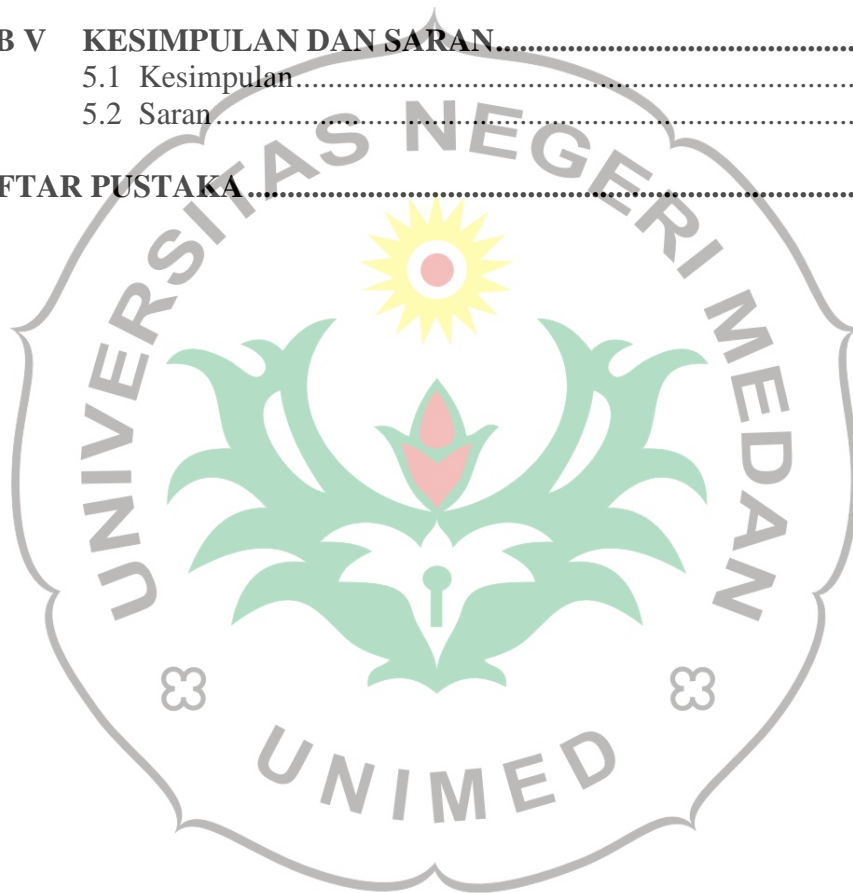 B V KESIMPULAN DAN SARAN........................................................
5.1 Kesimpulan........................................................................
5.2 Saran..................................................................................
FTAR PUSTAKA..............................................................................
UNIVERSITAS NEGERI MEDAN
UNIMED